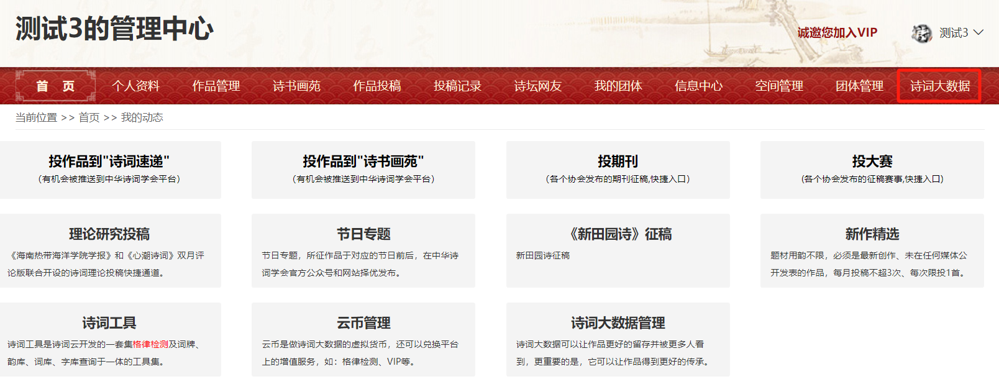 测试3的管理中心
诚邀您加入VIP
测试3
首 页
个人资料
作品管理
诗书画苑
作品投稿
投稿记录
诗坛网友
我的团体
信息中心
空间管理
团体管理
诗词大数据
当前位置 >> 首页 >> 我的动态
投作品到"诗词速递"
（有机会被推送到中华诗词学会平台）
投作品到"诗书画苑"
（有机会被推送到中华诗词学会平台）
投期刊
（各个协会发布的期刊征稿,快捷入口）
投大赛
（各个协会发布的征稿赛事,快捷入口）
理论研究投稿
《海南热带海洋学院学报》和《心潮诗词》双月评
论版联合开设的诗词理论投稿快捷通道。
节日专题
节日专题，所征作品于对应的节日前后，在中华诗
词学会官方公众号和网站择优发布。
《新田园诗》征稿
新田园诗征稿
新作精选
题材用韵不限，必须是最新创作、未在任何媒体公
开发表的作品，每月投稿不超3次、每次限投1首。
诗词工具
诗词工具是诗词云开发的一套集格律检测及词牌、
韵库、词库、字库查询于一体的工具集。
云币管理
云币是做诗词大数据的虚拟货币，还可以兑换平台
上的增值服务，如：格律检测、VIP等。
诗词大数据管理
诗词大数据可以让作品更好的留存并被更多人看
到，更重要的是，它可以让作品得到更好的传承。